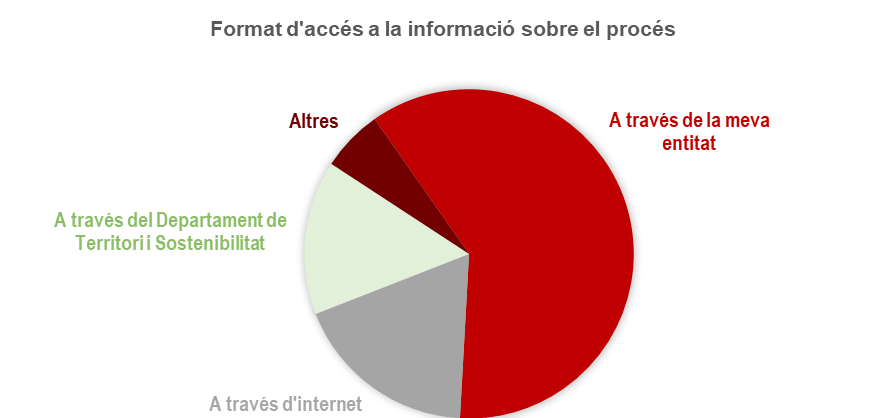 Format d'accés a la informació sobre el procés
Altres
A través de la meva
entitat
A través del Departament de
Territori i Sostenibilitat
A través d'internet